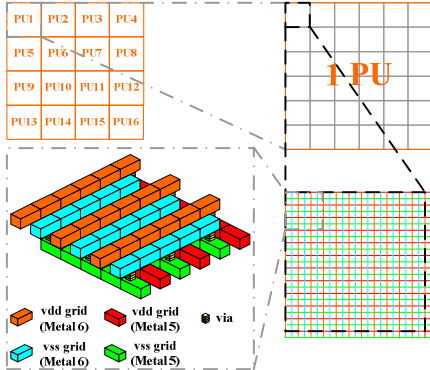 PU1 PU2 PU3 PU4
PU5 PU6 PU7 PU8
PU9 PU10 PU11 PU12
PU13 PU14 PU15 PU16
1 PU
vdd grid
(Metal 6)
vdd grid
(Metal 5)
via
vss grid
(Metal 6)
vss grid
(Metal 5)